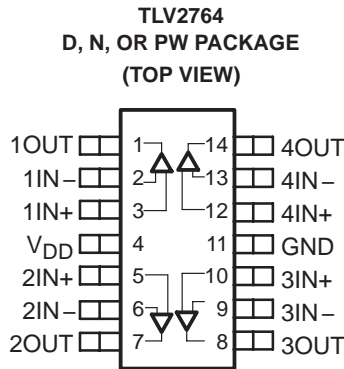 TLV2764
D, N, OR PW PACKAGE
(TOP VIEW)
1OUT 1 14 4OUT
1IN− 2 13 4IN−
1IN+ 3 12 4IN+
VDD 4 11 GND
2IN+ 5 10 3IN+
2IN− 6 9 3IN−
2OUT 7 8 3OUT